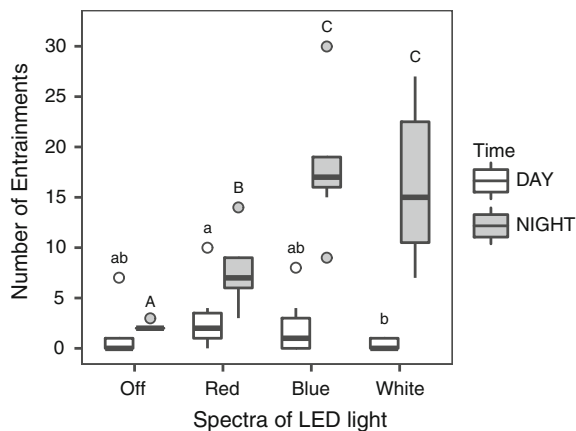 Number of Entrainments
30
25
20
15
10
5
0
ab
A
a
B
ab
C
b
C
Off Red Blue White
Spectra of LED light
Time
DAY
NIGHT